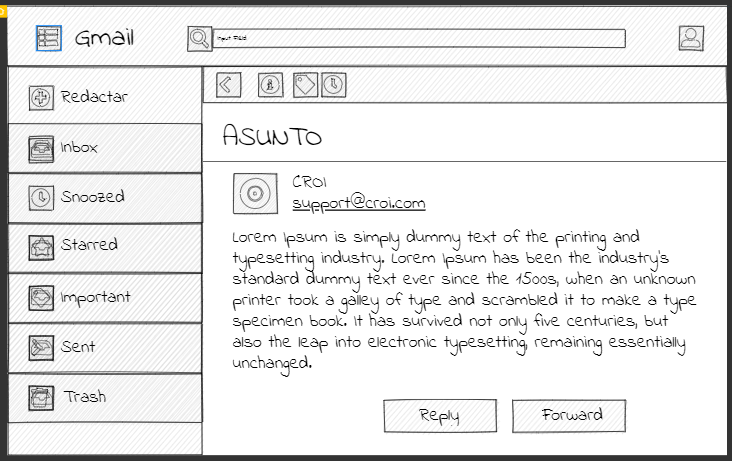 Gmail
Input Field
Redactar
Inbox
Snoozed
Starred
Important
Sent
Trash
ASUNTO
CROI
support@croi.com
Lorem Ipsum is simply dummy text of the printing and
typesetting industry. Lorem Ipsum has been the industry's
standard dummy text ever since the 1500s, when an unknown
printer took a galley of type and scrambled it to make a type
specimen book. It has survived not only five centuries, but
also the leap into electronic typesetting, remaining essentially
unchanged.
Reply
Forward